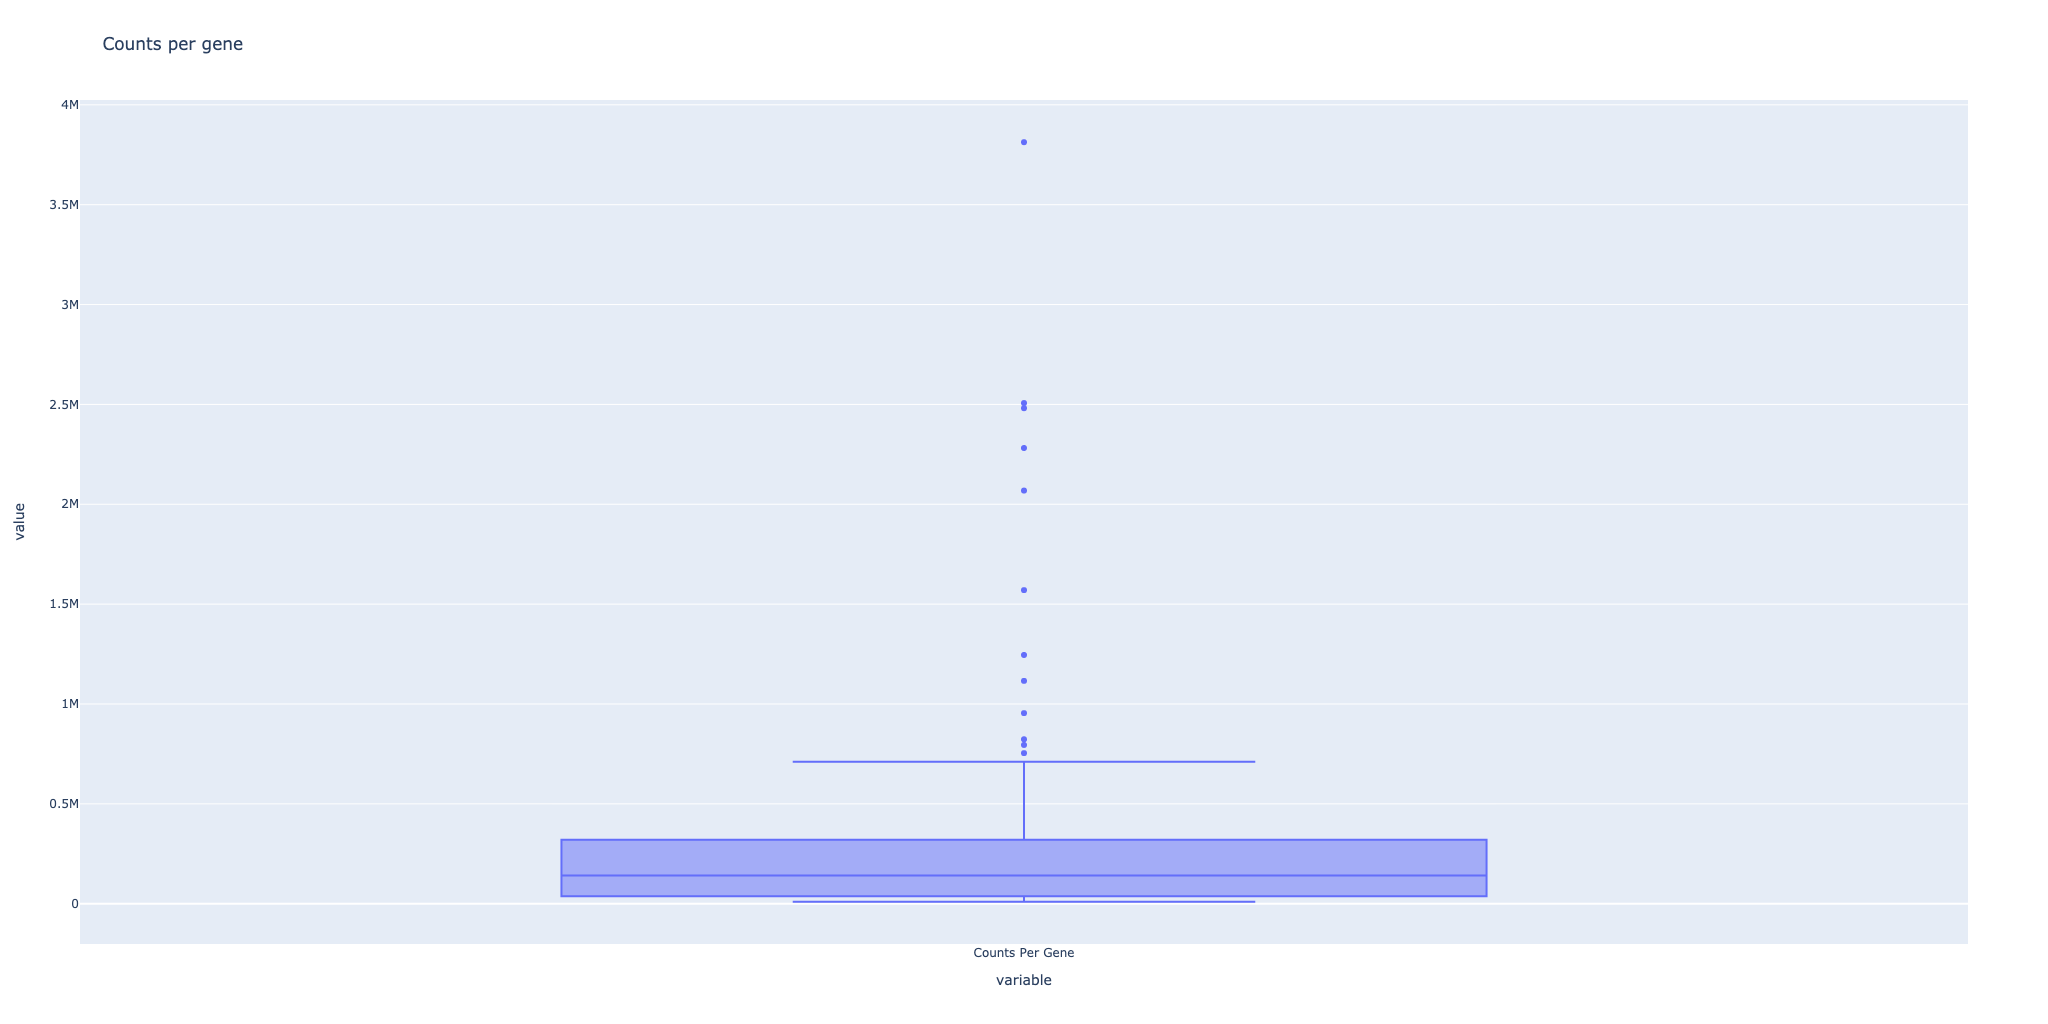 Counts per gene
4M
3.5M
3M
2.5M
2M
1.5M
1M
0.5M
0
value
Counts Per Gene
variable